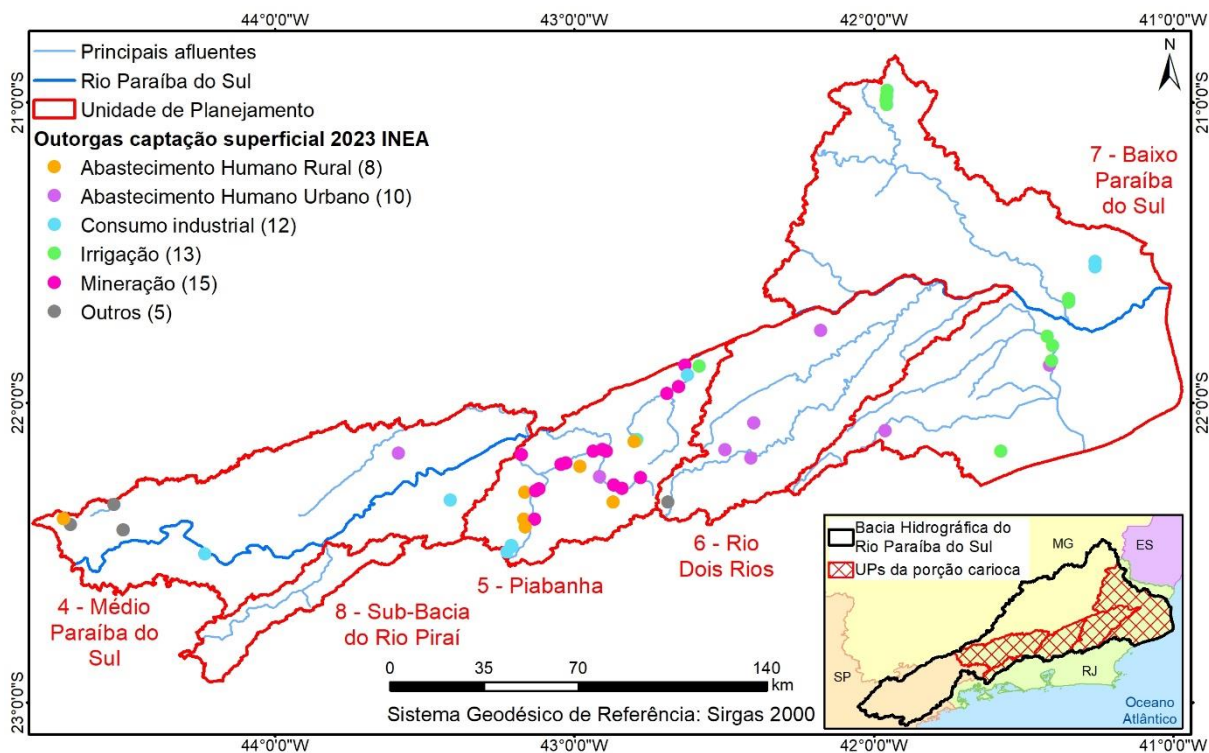 44°0'0"W
43°0'0"W
42°0'0"W
41°0'0"W
Principais afluentes
Rio Paraíba do Sul
Unidade de Planejamento
Outorgas captação superficial 2023 INEA
Abastecimento Humano Rural (8)
Abastecimento Humano Urbano (10)
Consumo industrial (12)
Irrigação (13)
Mineração (15)
Outros (5)
N
21°0'0"S
21°0'0"S
7 - Baixo
Paraíba
do Sul
22°0'0"S
22°0'0"S
6 - Rio
Dois Rios
5 - Piabanha
4 - Médio
Paraíba do
Sul
8 - Sub-Bacia
do Rio Piraí
0 35 70 140
km
Sistema Geodésico de Referência: Sirgas 2000
Bacia Hidrográfica do
Rio Paraíba do Sul
UPs da porção carioca
MG
ES
SP
RJ
Oceano
Atlântico
23°0'0"S
23°0'0"S
44°0'0"W
43°0'0"W
42°0'0"W
41°0'0"W